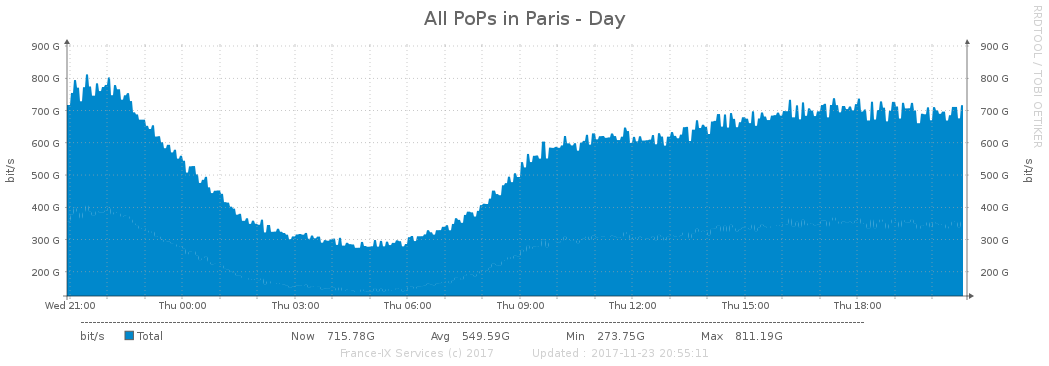 All PoPs in Paris - Day
RRDTOOL / TOBI OETIKER
900 G 900 G
800 G 800 G
700 G 700 G
600 G 600 G
500 G 500 G
400 G 400 G
300 G 300 G
200 G 200 G
bit/s
bit/s
Wed 21:00 Thu 00:00 Thu 03:00 Thu 06:00 Thu 09:00 Thu 12:00 Thu 15:00 Thu 18:00
bit/s Total Now 715.78G Avg 549.59G Min 273.75G Max 811.19G
France-IX Services (c) 2017 Updated : 2017-11-23 20:55:11